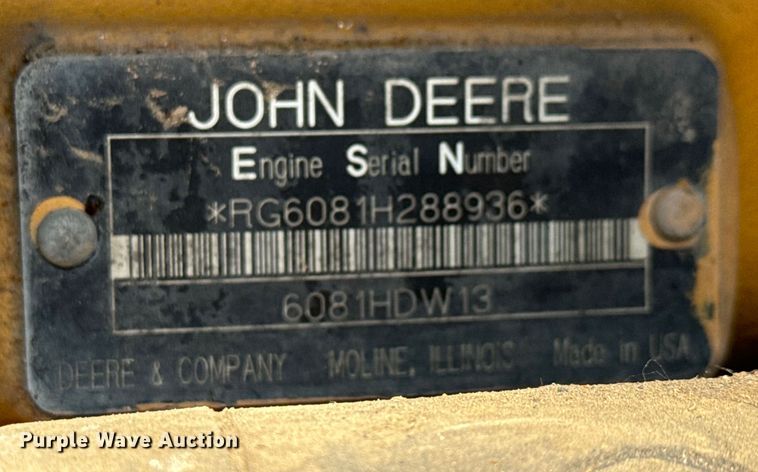 JOHN DEERE
Engine Serial Number
*RG6081H288936*
6081HDW13
DEERE & COMPANY MOLINE, ILLINOIS Made in USA
Purple Wave Auction